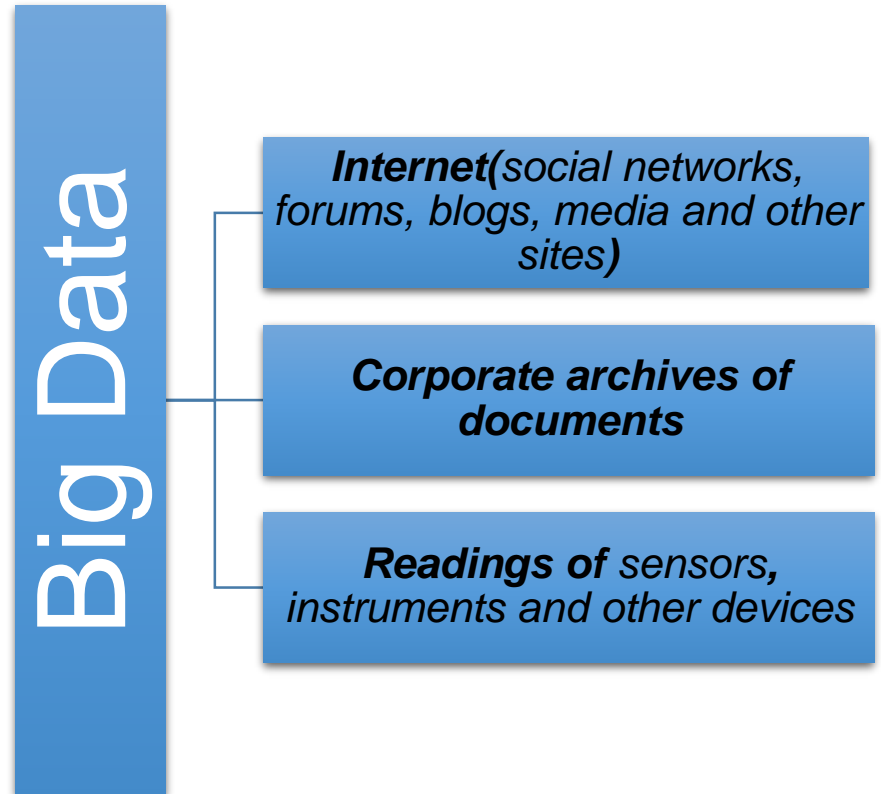 Big Data
Internet(social networks,
forums, blogs, media and other
sites)
Corporate archives of
documents
Readings of sensors,
instruments and other devices